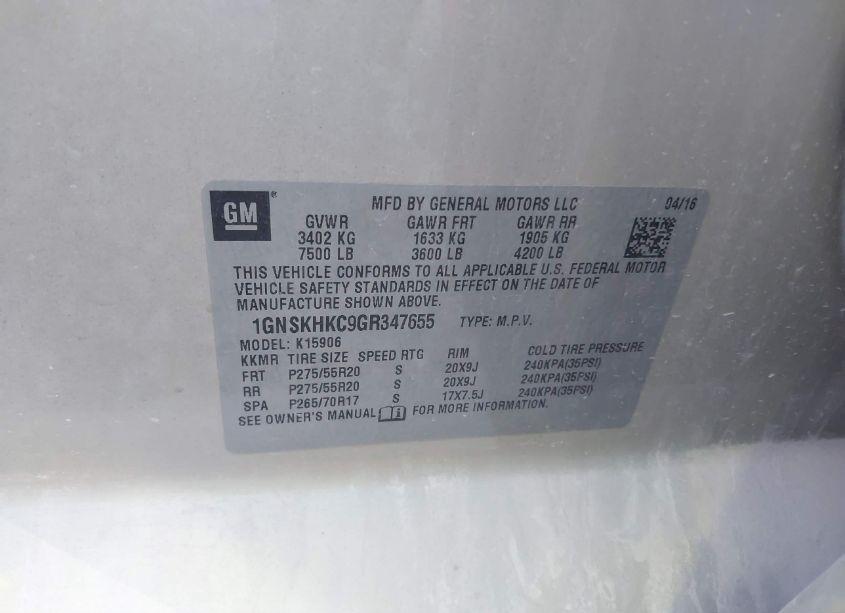 GM®
MFD BY GENERAL MOTORS LLC 04/16
GVWR GAWR FRT GAWR RR
3402 KG 1633 KG 1905 KG
7500 LB 3600 LB 4200 LB
THIS VEHICLE CONFORMS TO ALL APPLICABLE U.S. FEDERAL MOTOR
VEHICLE SAFETY STANDARDS IN EFFECT ON THE DATE OF
MANUFACTURE SHOWN ABOVE.
1GNSKHKC9GR347655 TYPE: M.P.V.
MODEL: K15906
KKMR TIRE SIZE SPEED RTG RIM COLD TIRE PRESSURE
FRT P275/55R20 S 20X9J 240KPA(35PSI)
RR P275/55R20 S 20X9J 240KPA(35PSI)
SPA P265/70R17 S 17X7.5J 240KPA(35PSI)
SEE OWNER'S MANUAL FOR MORE INFORMATION.